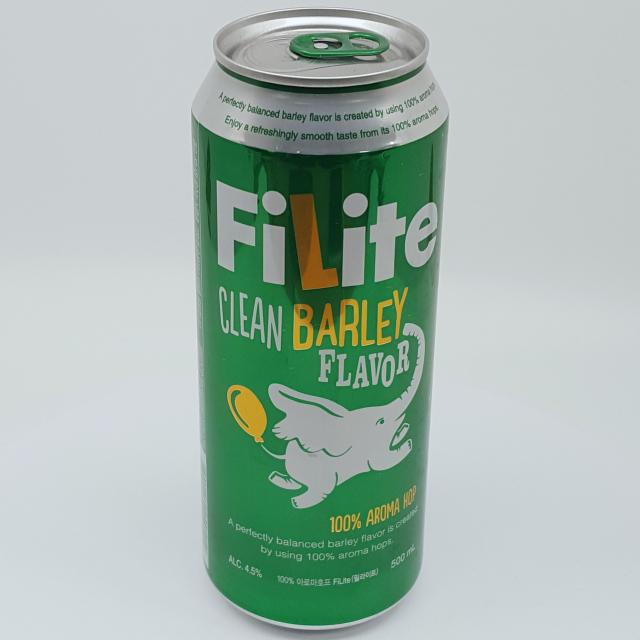 A perfectly balanced barley flavor is created by using 100% aroma hop.
Enjoy a refreshingly smooth taste from its 100% aroma hops.
FiLite
CLEAN BARLEY
FLAVOR
100% AROMA HOP
A perfectly balanced barley flavor is created
by using 100% aroma hops.
ALC. 4.5%
100% 아로마호프 FiLite(필라이트)
500 mL